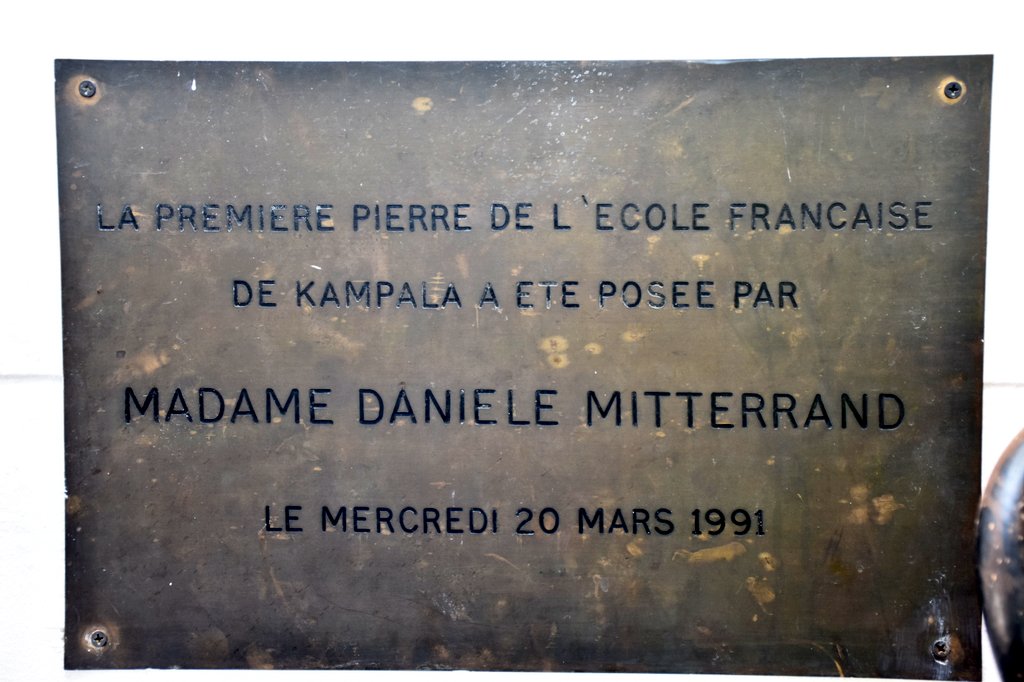 LA PREMIERE PIERRE DE L'ECOLE FRANCAISE
DE KAMPALA A ETE POSEE PAR
MADAME DANIELE MITTERRAND
LE MERCREDI 20 MARS 1991